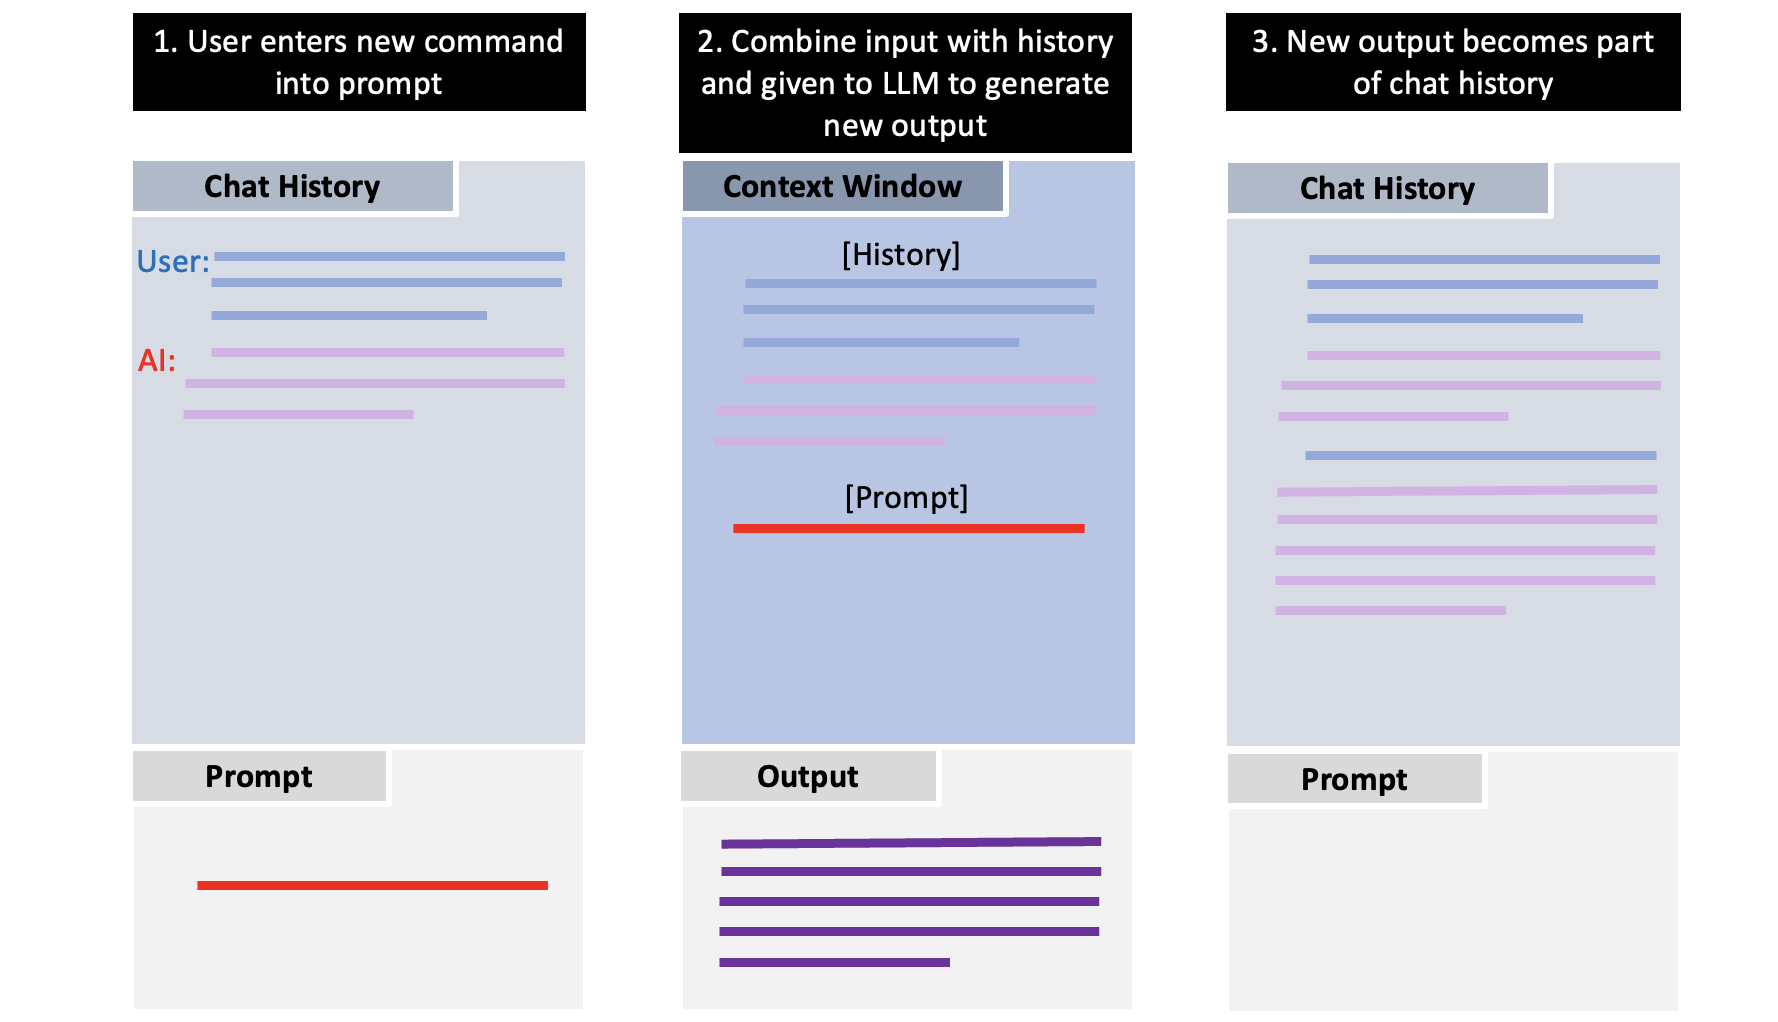 1. User enters new command
into prompt
Chat History
User:
AI:
Prompt
2. Combine input with history
and given to LLM to generate
new output
Context Window
[History]
[Prompt]
Output
3. New output becomes part
of chat history
Chat History
Prompt